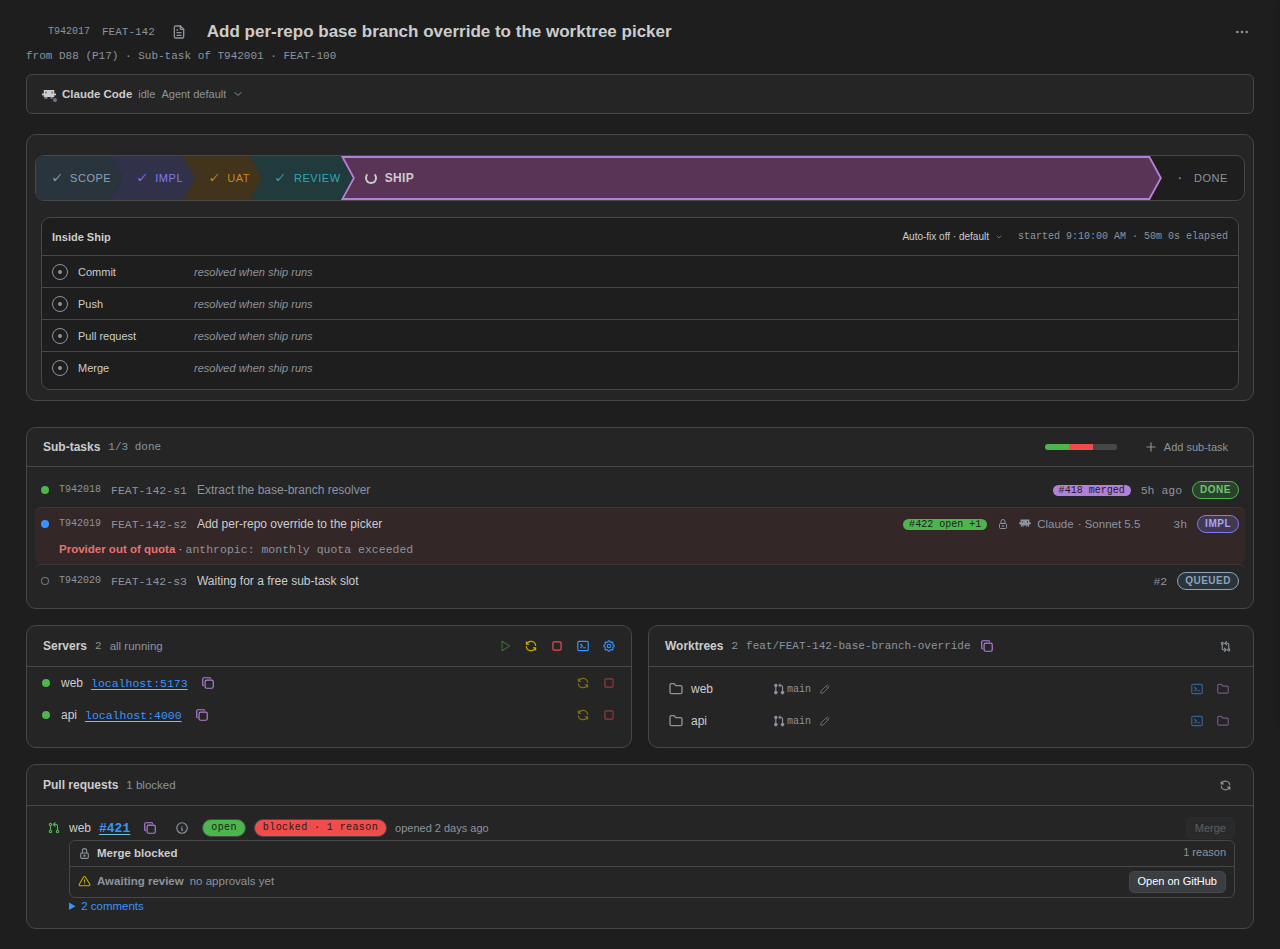 T942017 FEAT-142 Add per-repo base branch override to the worktree picker
from D88 (P17) · Sub-task of T942001 · FEAT-100
Claude Code idle Agent default
SCOPE IMPL UAT REVIEW SHIP DONE
Inside Ship Auto-fix off · default started 9:10:00 AM · 50m 0s elapsed
Commit resolved when ship runs
Push resolved when ship runs
Pull request resolved when ship runs
Merge resolved when ship runs
Sub-tasks 1/3 done Add sub-task
T942018 FEAT-142-s1 Extract the base-branch resolver #418 merged 5h ago DONE
T942019 FEAT-142-s2 Add per-repo override to the picker #422 open +1 Claude · Sonnet 5.5 3h IMPL
Provider out of quota · anthropic: monthly quota exceeded
T942020 FEAT-142-s3 Waiting for a free sub-task slot #2 QUEUED
Servers 2 all running
web localhost:5173
api localhost:4000
Worktrees 2 feat/FEAT-142-base-branch-override
web main
api main
Pull requests 1 blocked
web #421 open blocked · 1 reason opened 2 days ago Merge
Merge blocked 1 reason
Awaiting review no approvals yet Open on GitHub
2 comments